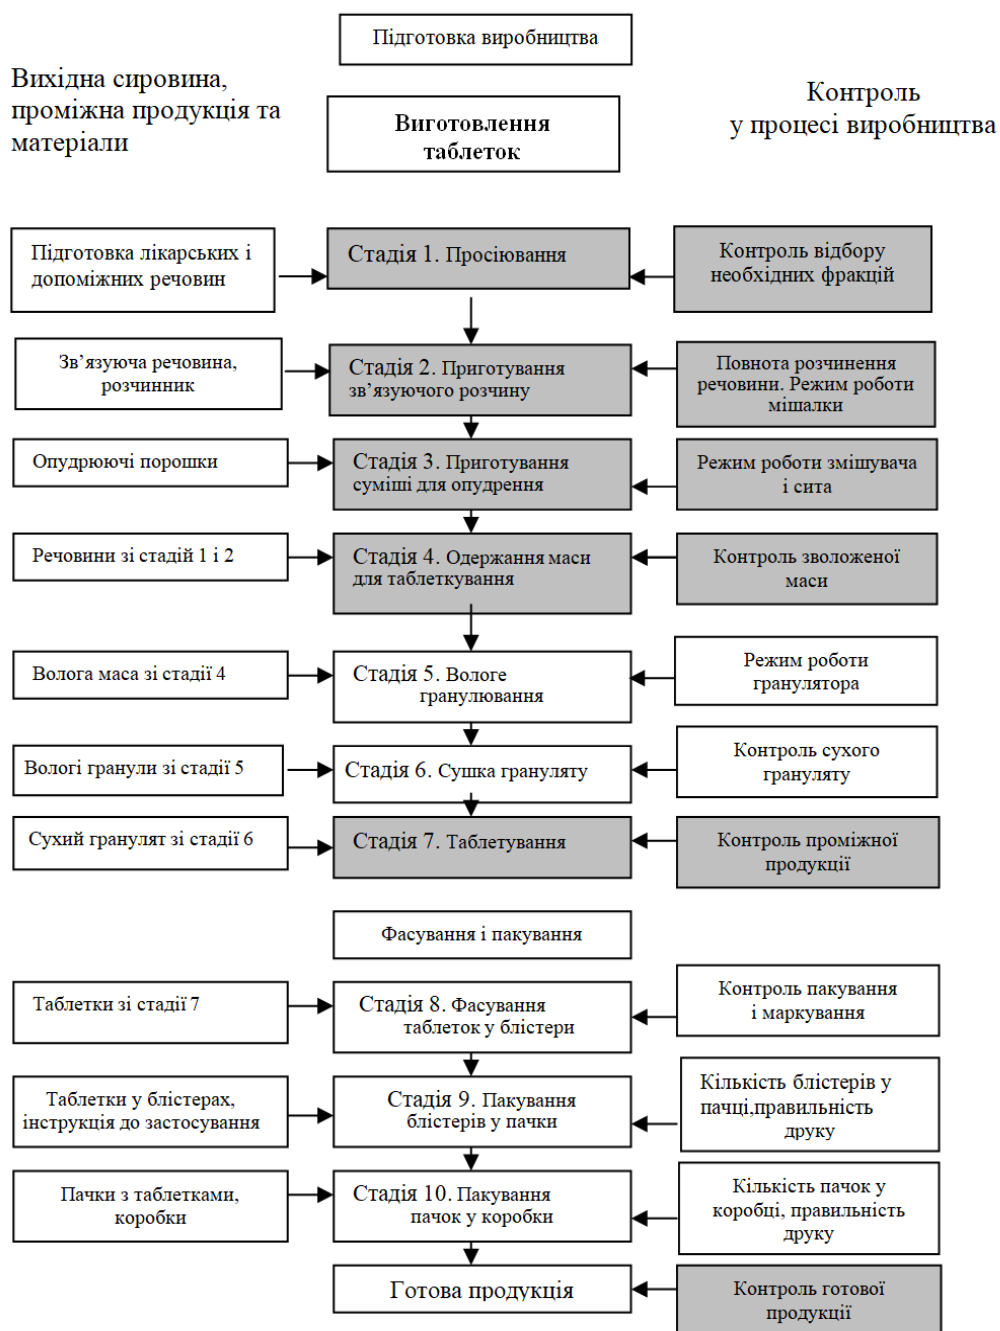 Підготовка виробництва
Вихідна сировина,
проміжна продукція та
матеріали
Виготовлення
таблеток
Контроль
у процесі виробництва
Підготовка лікарських і
допоміжних речовин
Стадія 1. Просіювання
Контроль відбору
необхідних фракцій
Зв’язуюча речовина,
розчинник
Стадія 2. Приготування
зв’язуючого розчину
Повнота розчинення
речовини. Режим роботи
мішалки
Опудрюючі порошки
Стадія 3. Приготування
суміші для опудрення
Режим роботи змішувача
і сита
Речовини зі стадій 1 і 2
Стадія 4. Одержання маси
для таблеткування
Контроль зволоженої
маси
Волога маса зі стадії 4
Стадія 5. Вологе
гранулювання
Режим роботи
гранулятора
Вологі гранули зі стадії 5
Стадія 6. Сушка грануляту
Контроль сухого
грануляту
Сухий гранулят зі стадії 6
Стадія 7. Таблетування
Контроль проміжної
продукції
Фасування і пакування
Таблетки зі стадії 7
Стадія 8. Фасування
таблеток у блістери
Контроль пакування
і маркування
Таблетки у блістерах,
інструкція до застосування
Стадія 9. Пакування
блістерів у пачки
Кількість блістерів у
пачці,правильність
друку
Пачки з таблетками,
коробки
Стадія 10. Пакування
пачок у коробки
Кількість пачок у
коробці, правильність
друку
Готова продукція
Контроль готової
продукції